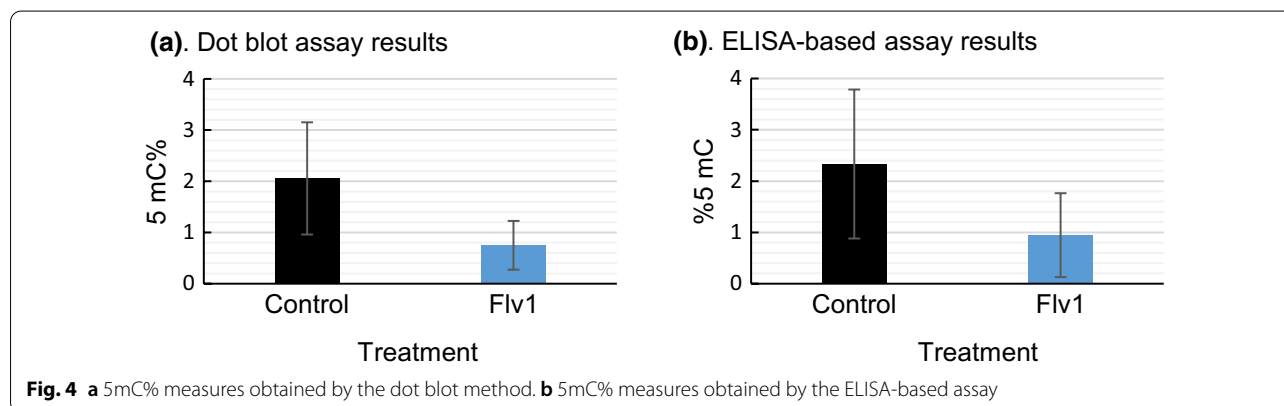 (a). Dot blot assay results
4
3
2
1
0
5 mC%
Control Flv1
Treatment
(b). ELISA-based assay results
4
3
2
1
0
%5 mC
Control Flv1
Treatment
Fig. 4 a 5mC% measures obtained by the dot blot method. b 5mC% measures obtained by the ELISA-based assay